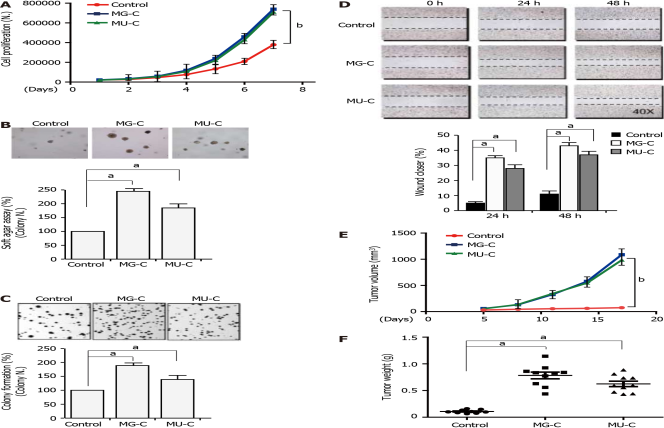 A
Cell proliferation (N.)
800000
600000
400000
200000
0
Control
MG-C
MU-C
b
(Days)
0 2 4 6 8
B
Control MG-C MU-C
Soft agar assay (%)
(Colony N.)
250
200
150
100
50
0
a
a
Control MG-C MU-C
C
Control MG-C MU-C
Colony formation (%)
(Colony N.)
250
200
150
100
50
0
a
a
Control MG-C MU-C
D
0 h 24 h 48 h
Control
MG-C
MU-C
40X
Wound closer (%)
50
40
30
20
10
0
a
a
a
a
Control
MG-C
MU-C
24 h 48 h
E
Tumor volume (mm³)
1500
1000
500
0
Control
MG-C
MU-C
b
(Days)
0 5 10 15 20
F
Tumor weight (g)
1.5
1.0
0.5
0.0
a
a
Control MG-C MU-C